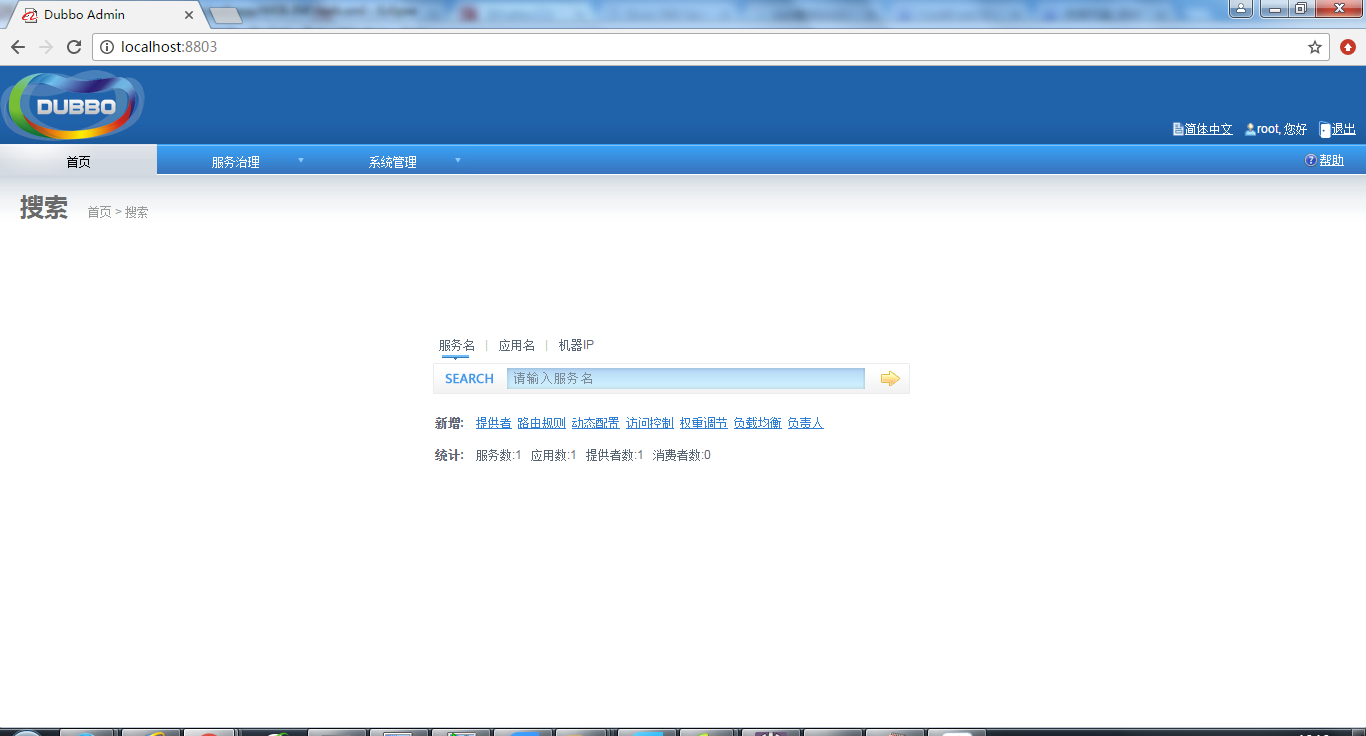 Dubbo Admin
localhost:8803
DUBBO
简体中文 root, 您好 退出
首页 服务治理 系统管理 帮助
搜索 首页 > 搜索
服务名 | 应用名 | 机器IP
SEARCH 请输入服务名
新增: 提供者 路由规则 动态配置 访问控制 权重调节 负载均衡 负责人
统计: 服务数:1 应用数:1 提供者数:1 消费者数:0